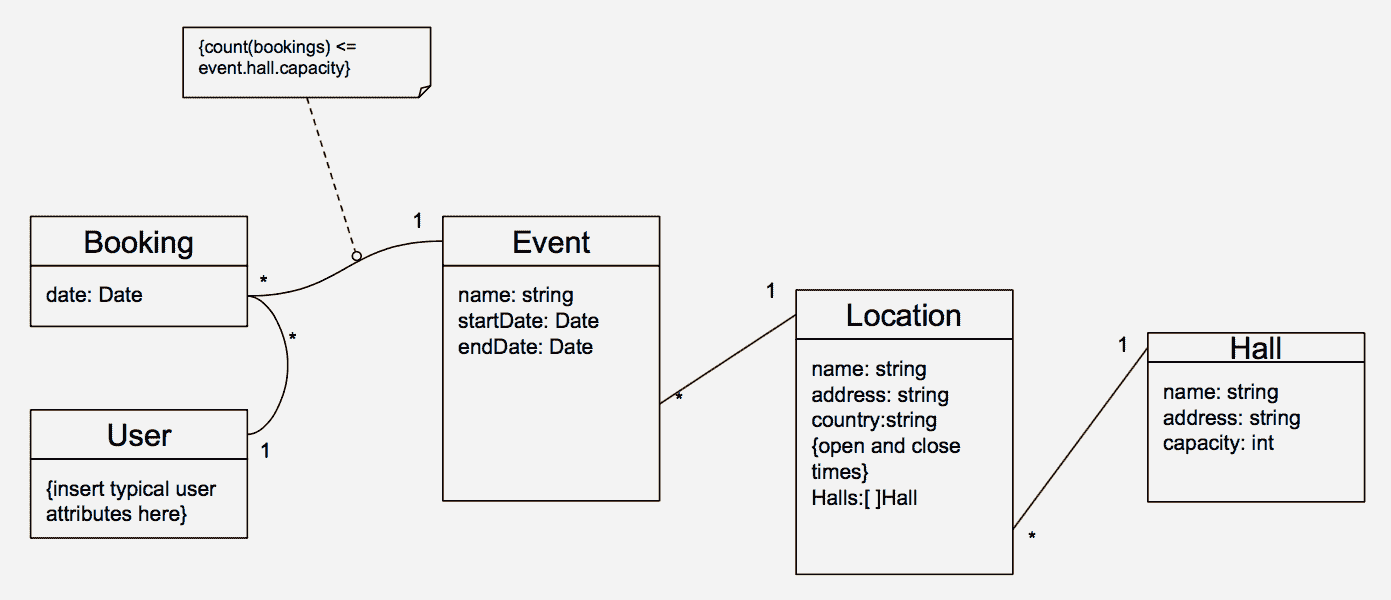 {count(bookings) <=
event.hall.capacity}
Booking
date: Date
*
1
*
1
User
{insert typical user
attributes here}
Event
name: string
startDate: Date
endDate: Date
*
1
Location
name: string
address: string
country:string
{open and close
times}
Halls:[ ]Hall
*
1
Hall
name: string
address: string
capacity: int